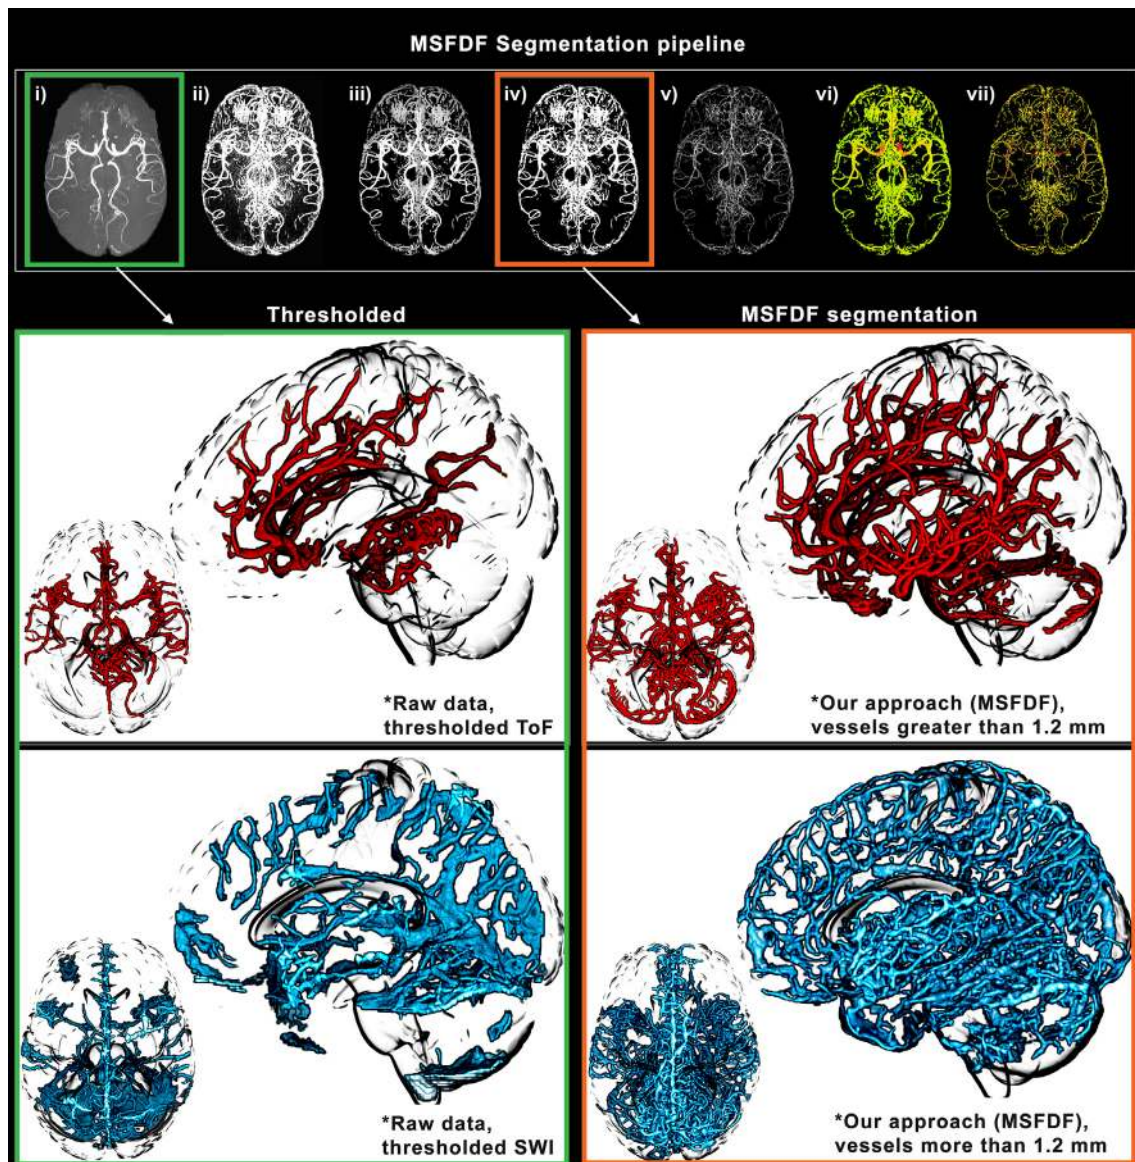 MSFDF Segmentation pipeline
i)
ii)
iii)
iv)
v)
vi)
vii)
Thresholded
MSFDF segmentation
*Raw data,
thresholded ToF
*Our approach (MSFDF),
vessels greater than 1.2 mm
*Raw data,
thresholded SWI
*Our approach (MSFDF),
vessels more than 1.2 mm